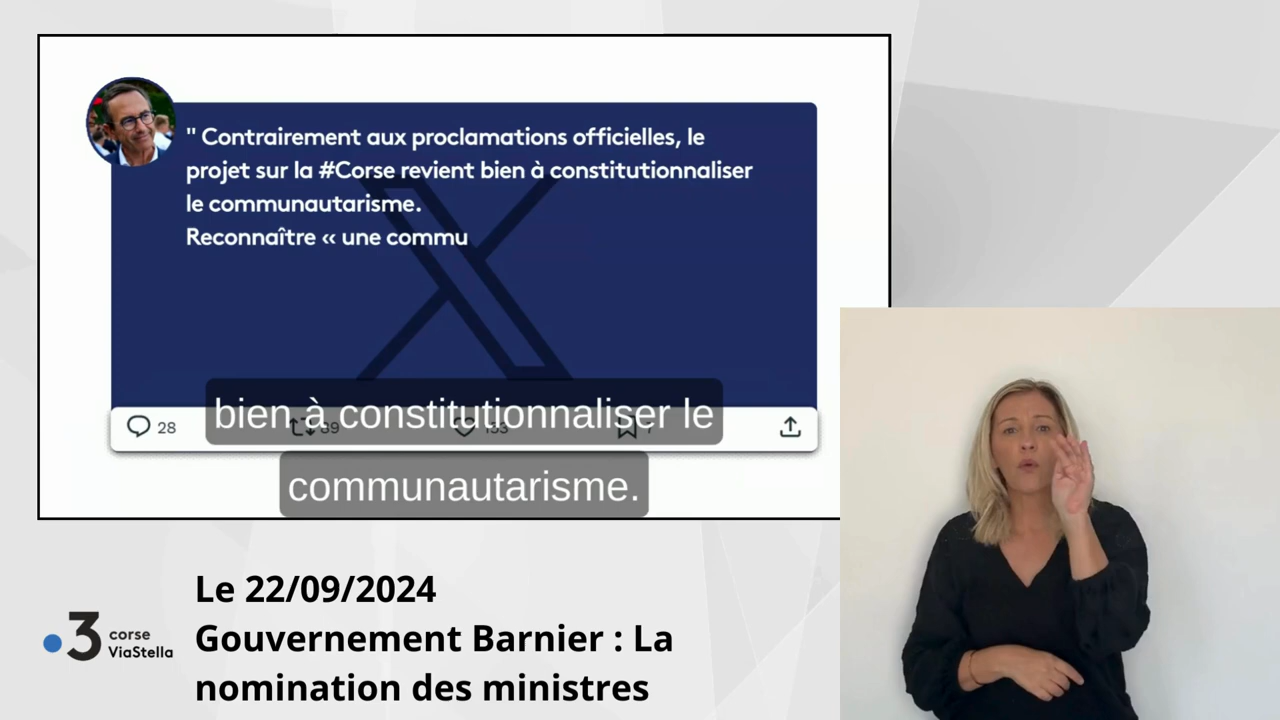 " Contrairement aux proclamations officielles, le
projet sur la #Corse revient bien à constitutionnaliser
le communautarisme.
Reconnaître « une commu
28
bien à constitutionnaliser le
communautarisme.
Le 22/09/2024
Gouvernement Barnier : La
nomination des ministres
3 corse
ViaStella